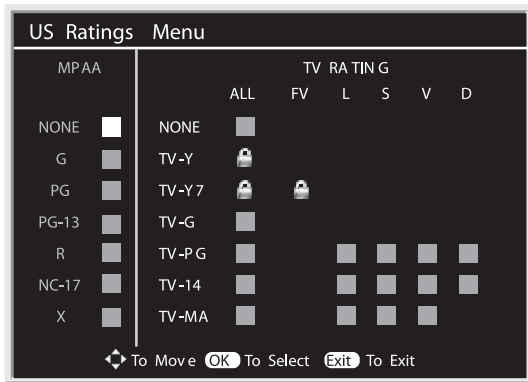 US Ratings Menu
MPAA TV RATING
ALL FV L S V D
NONE NONE
G TV-Y
PG TV-Y7
PG-13 TV-G
R TV-PG
NC-17 TV-14
X TV-MA
To Move OK To Select Exit To Exit